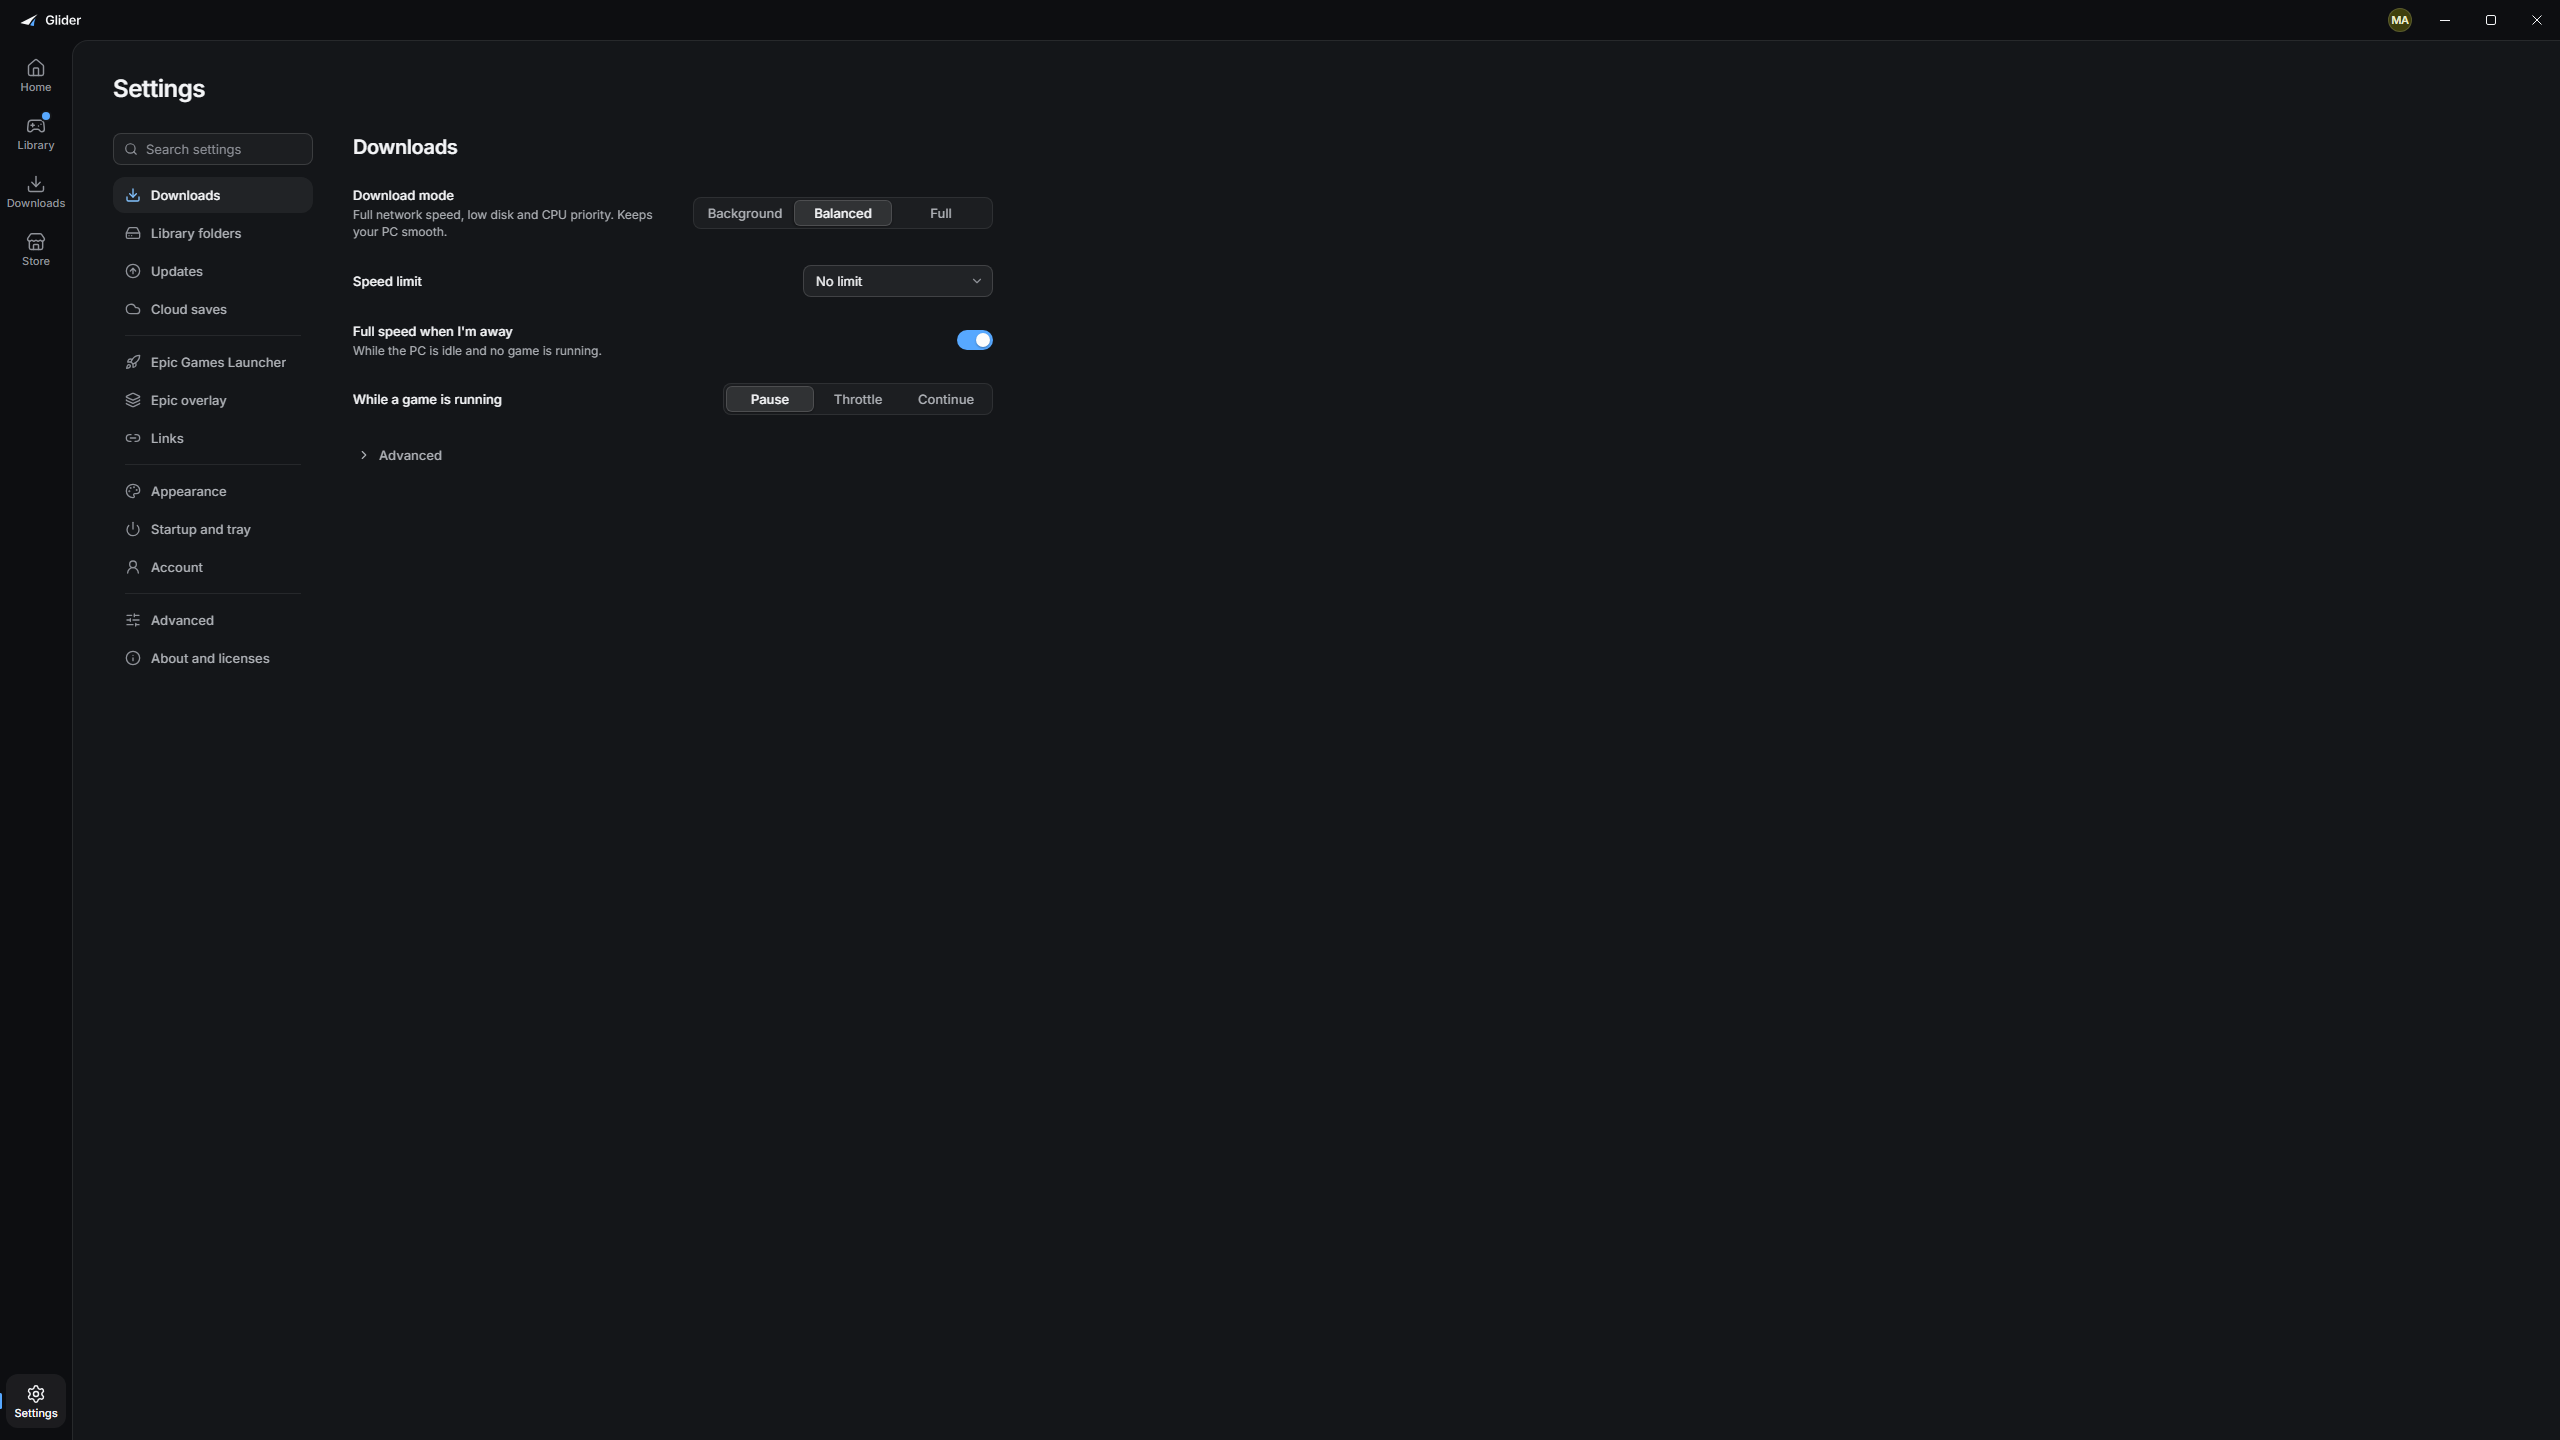 Glider
MA
Home
Library
Downloads
Store
Settings
Settings
Search settings
Downloads
Library folders
Updates
Cloud saves
Epic Games Launcher
Epic overlay
Links
Appearance
Startup and tray
Account
Advanced
About and licenses
Downloads
Download mode
Full network speed, low disk and CPU priority. Keeps
your PC smooth.
Background Balanced Full
Speed limit
No limit
Full speed when I'm away
While the PC is idle and no game is running.
While a game is running
Pause Throttle Continue
Advanced